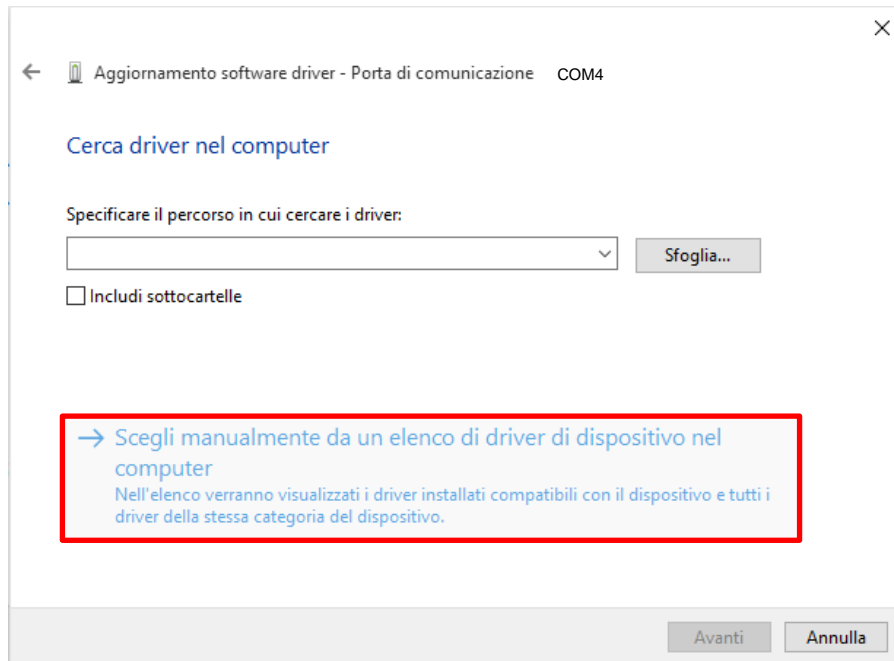 Aggiornamento software driver - Porta di comunicazione COM4
Cerca driver nel computer
Specificare il percorso in cui cercare i driver:
Sfoglia...
Includi sottocartelle
Scegli manualmente da un elenco di driver di dispositivo nel
computer
Nell'elenco verranno visualizzati i driver installati compatibili con il dispositivo e tutti i
driver della stessa categoria del dispositivo.
Avanti Annulla